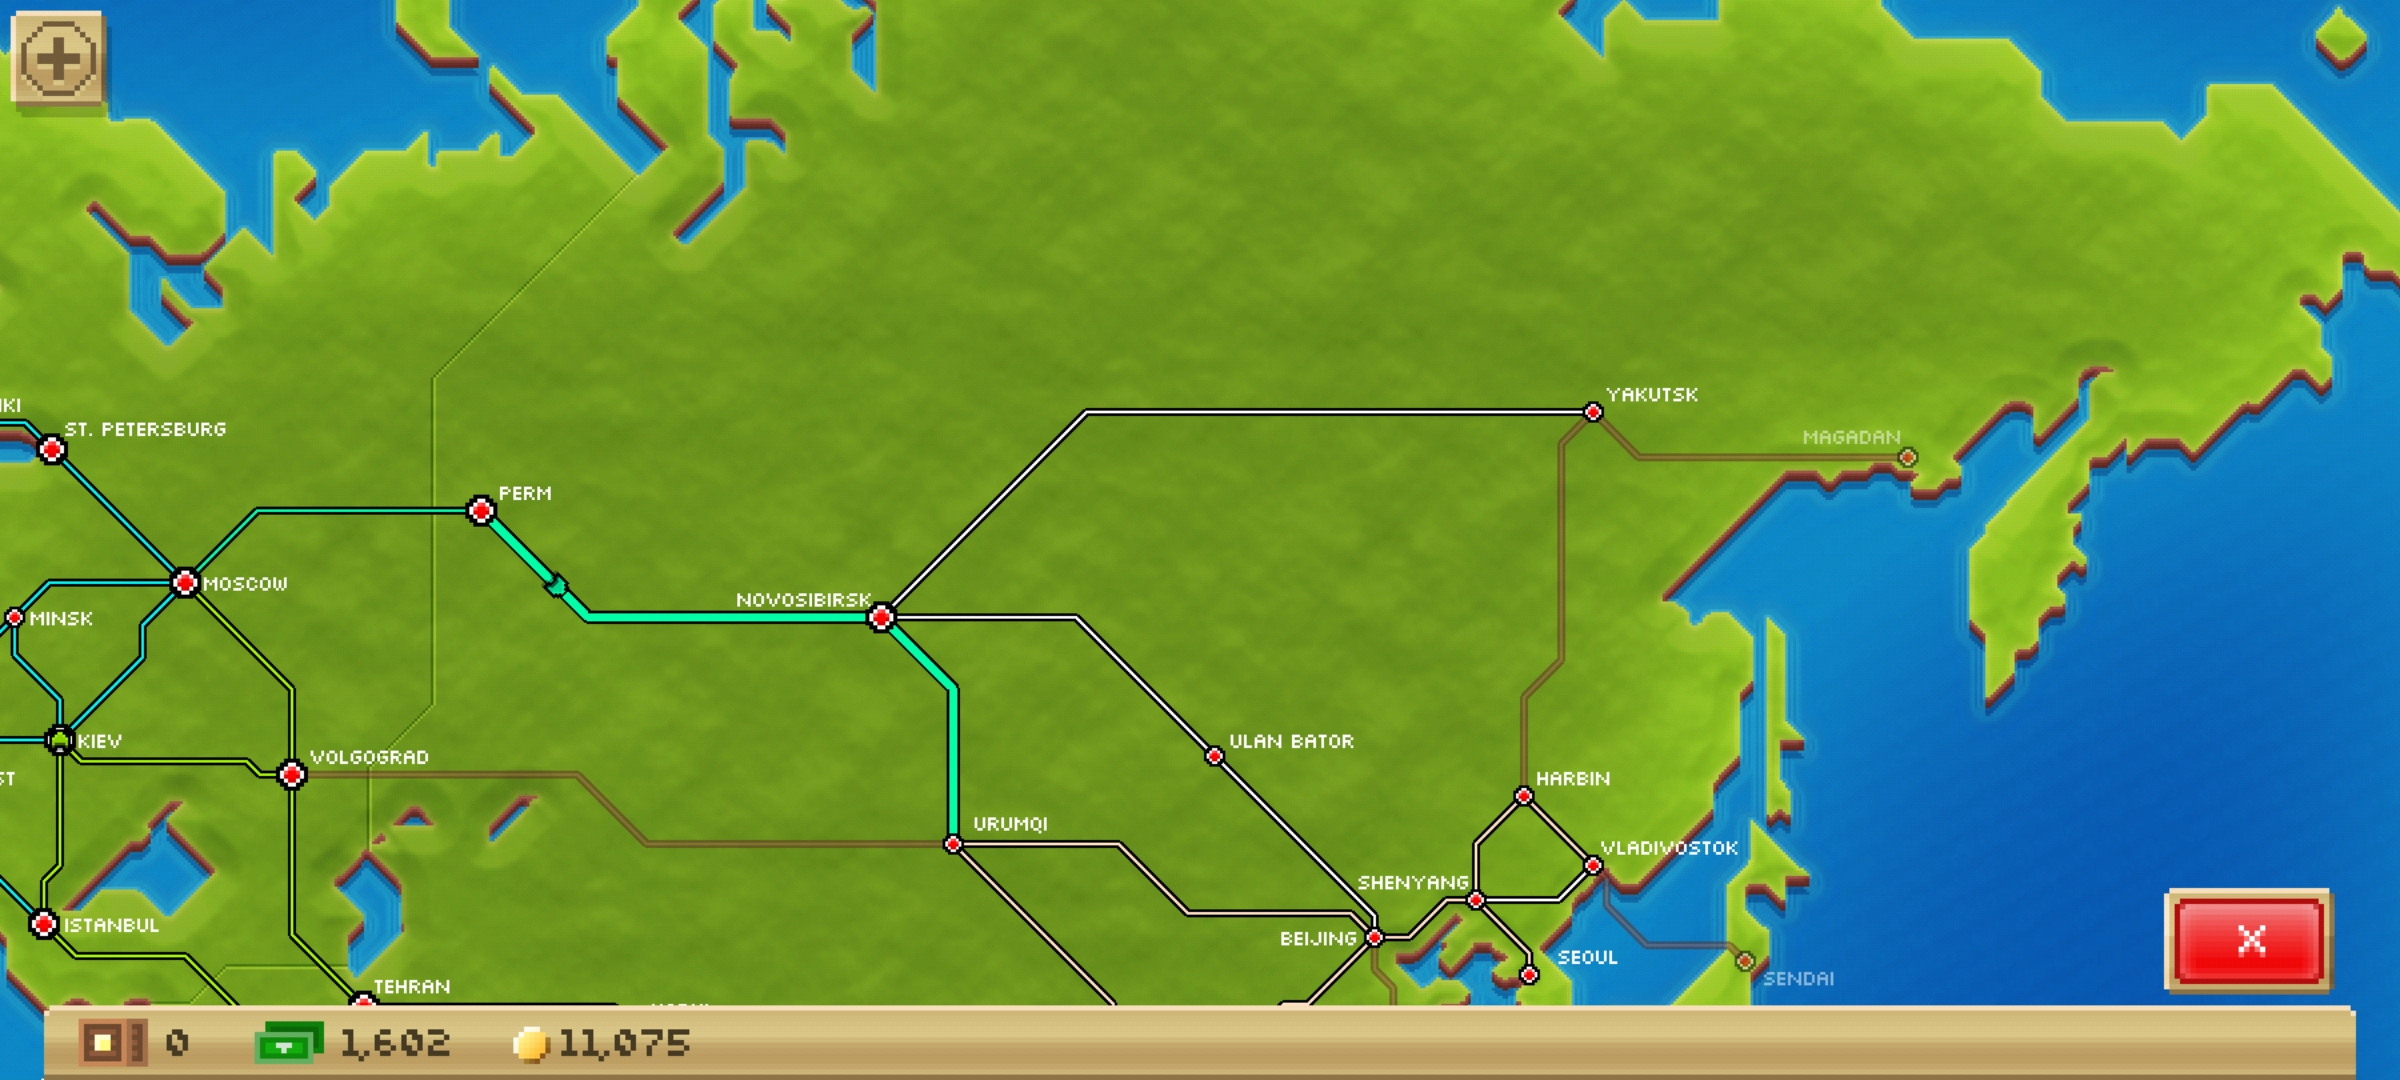 YAKUTSK
ST. PETERSBURG
MAGADAN
PERM
MOSCOW
NOVOSIBIRSK
MINSK
KIEV
ULAN BATOR
VOLGOGRAD
HARBIN
URUMQI
VLADIVOSTOK
SHENYANG
ISTANBUL
BEIJING
SEOUL
SENDAI
TEHRAN
0
1,602
11,075
X